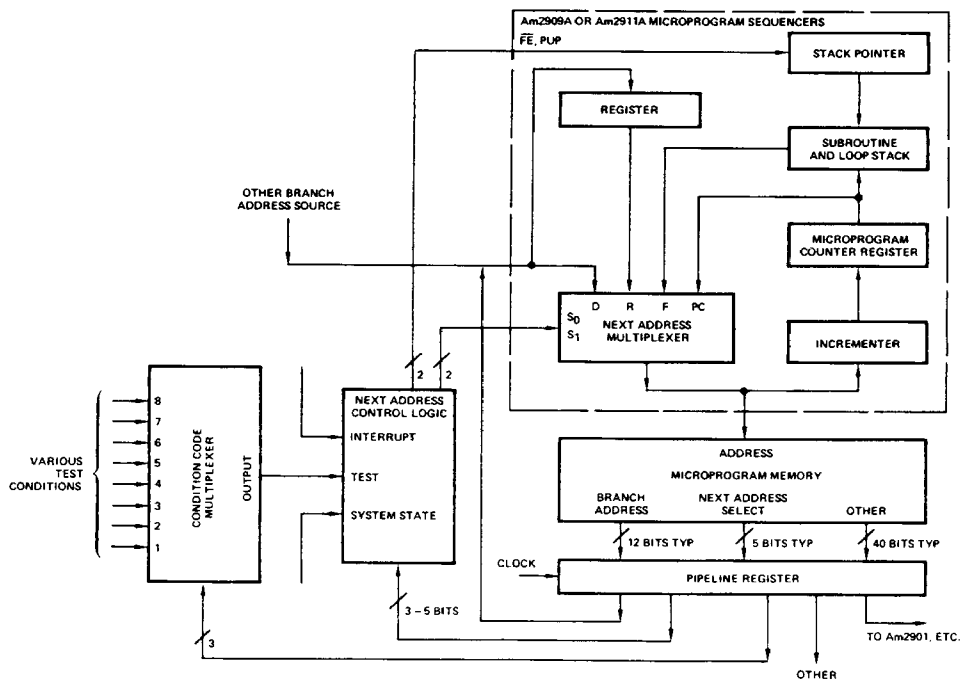 Am2909A OR Am2911A MICROPROGRAM SEQUENCERS
FE, PUP
STACK POINTER
REGISTER
SUBROUTINE
AND LOOP STACK
OTHER BRANCH
ADDRESS SOURCE
MICROPROGRAM
COUNTER REGISTER
D R F PC
S0
S1
NEXT ADDRESS
MULTIPLEXER
INCREMENTER
2
2
NEXT ADDRESS
CONTROL LOGIC
INTERRUPT
TEST
SYSTEM STATE
VARIOUS
TEST
CONDITIONS
8
7
6
5
4
3
2
1
CONDITION CODE
MULTIPLEXER
OUTPUT
ADDRESS
MICROPROGRAM MEMORY
BRANCH
ADDRESS
NEXT ADDRESS
SELECT
OTHER
12 BITS TYP
5 BITS TYP
40 BITS TYP
CLOCK
PIPELINE REGISTER
3 – 5 BITS
3
TO Am2901, ETC.
OTHER